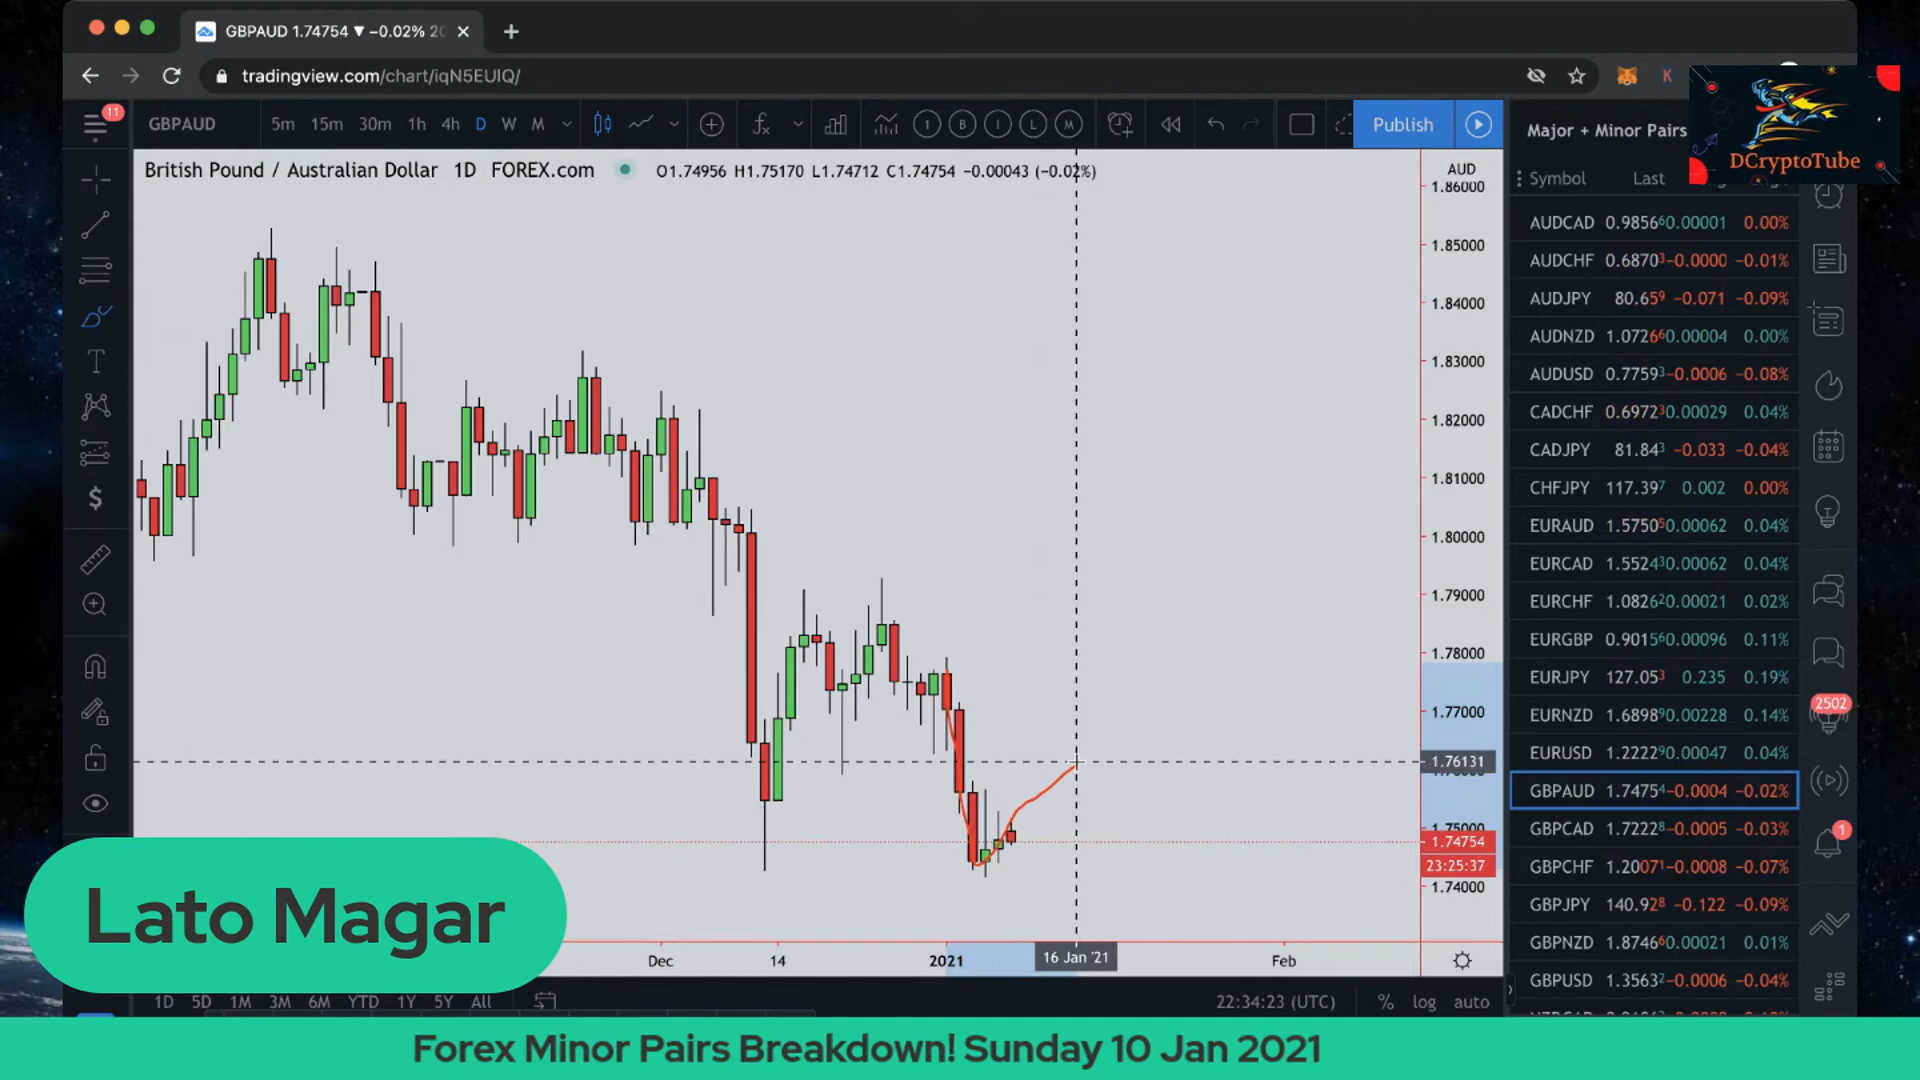 GBPAUD 1.74754 ▼ −0.02%
tradingview.com/chart/iqN5EUIQ/
11
GBPAUD 5m 15m 30m 1h 4h D W M
1 B I L M
Publish
Major + Minor Pairs
DCryptoTube
British Pound / Australian Dollar 1D FOREX.com O1.74956 H1.75170 L1.74712 C1.74754 −0.00043 (−0.02%)
AUD
Symbol Last
1.86000
1.85000
1.84000
1.83000
1.82000
1.81000
1.80000
1.79000
1.78000
1.77000
1.76131
1.75000
1.74754
23:25:37
1.74000
AUDCAD 0.98566 0.00001 0.00%
AUDCHF 0.68703 −0.0000 −0.01%
AUDJPY 80.659 −0.071 −0.09%
AUDNZD 1.07266 0.00004 0.00%
AUDUSD 0.77593 −0.0006 −0.08%
CADCHF 0.69723 0.00029 0.04%
CADJPY 81.843 −0.033 −0.04%
CHFJPY 117.397 0.002 0.00%
EURAUD 1.57505 0.00062 0.04%
EURCAD 1.55243 0.00062 0.04%
EURCHF 1.08262 0.00021 0.02%
EURGBP 0.90156 0.00096 0.11%
EURJPY 127.053 0.235 0.19%
EURNZD 1.68989 0.00228 0.14%
EURUSD 1.22229 0.00047 0.04%
GBPAUD 1.74754 −0.0004 −0.02%
GBPCAD 1.72228 −0.0005 −0.03%
GBPCHF 1.20071 −0.0008 −0.07%
GBPJPY 140.928 −0.122 −0.09%
GBPNZD 1.87466 0.00021 0.01%
GBPUSD 1.35632 −0.0006 −0.04%
2502
1
Dec 14 2021 16 Jan '21 Feb
1D 5D 1M 3M 6M YTD 1Y 5Y All
22:34:23 (UTC) % log auto
Lato Magar
Forex Minor Pairs Breakdown! Sunday 10 Jan 2021